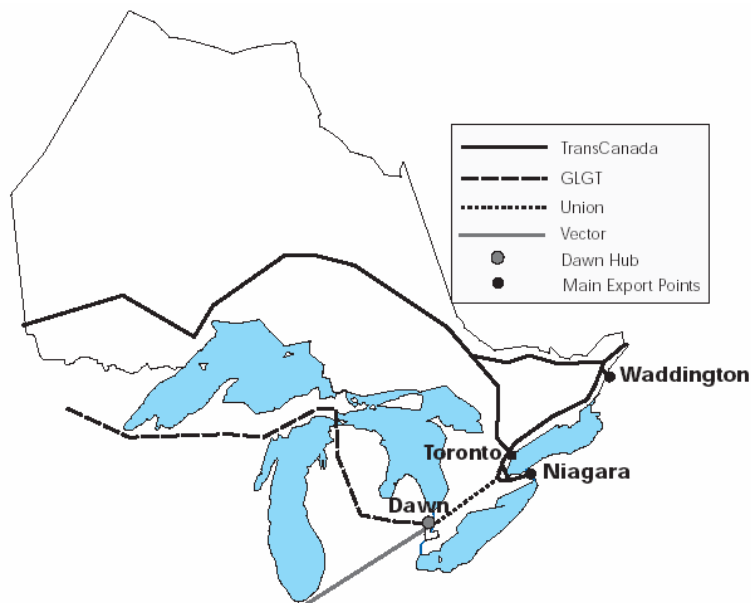 TransCanada
GLGT
Union
Vector
Dawn Hub
Main Export Points
Waddington
Toronto
Niagara
Dawn